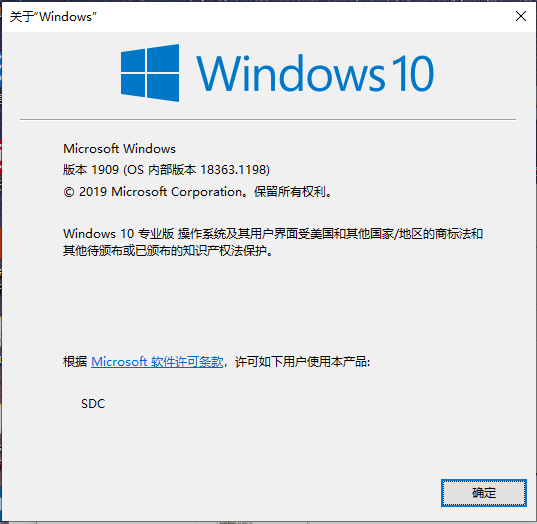 关于“Windows”
Windows 10
Microsoft Windows
版本 1909 (OS 内部版本 18363.1198)
© 2019 Microsoft Corporation。保留所有权利。
Windows 10 专业版 操作系统及其用户界面受美国和其他国家/地区的商标法和
其他待颁布或已颁布的知识产权法保护。
根据 Microsoft 软件许可条款，许可如下用户使用本产品:
SDC
确定